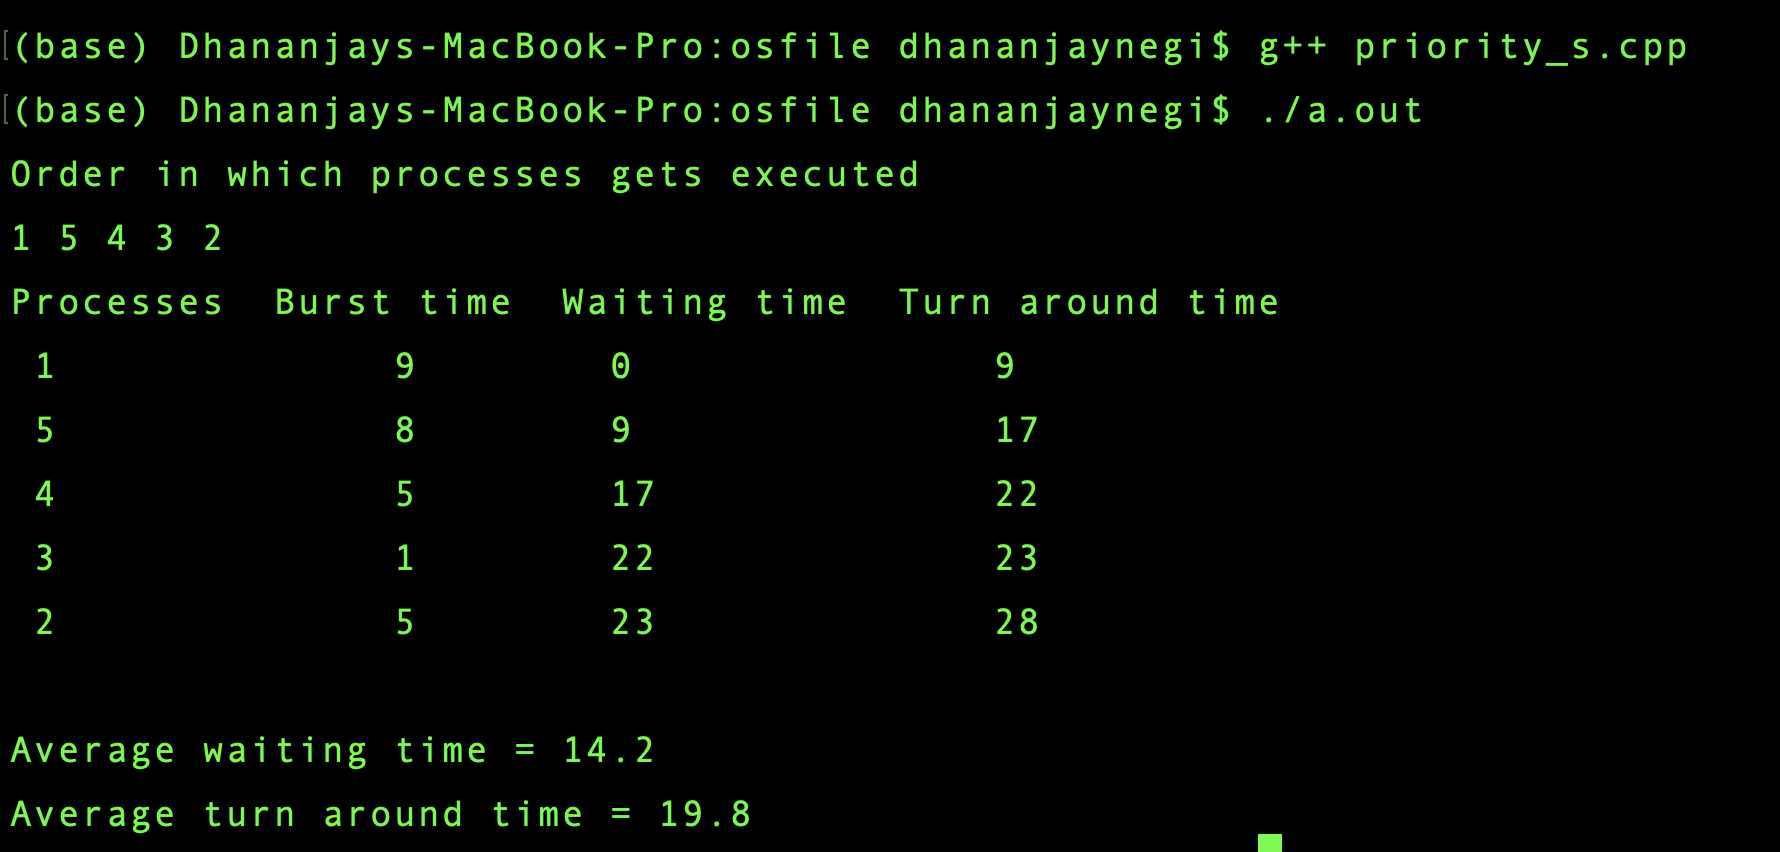 [(base) Dhananjays-MacBook-Pro:osfile dhananjaynegi$ g++ priority_s.cpp
[(base) Dhananjays-MacBook-Pro:osfile dhananjaynegi$ ./a.out
Order in which processes gets executed
1 5 4 3 2
Processes  Burst time  Waiting time  Turn around time
 1 9 0 9
 5 8 9 17
 4 5 17 22
 3 1 22 23
 2 5 23 28
Average waiting time = 14.2
Average turn around time = 19.8